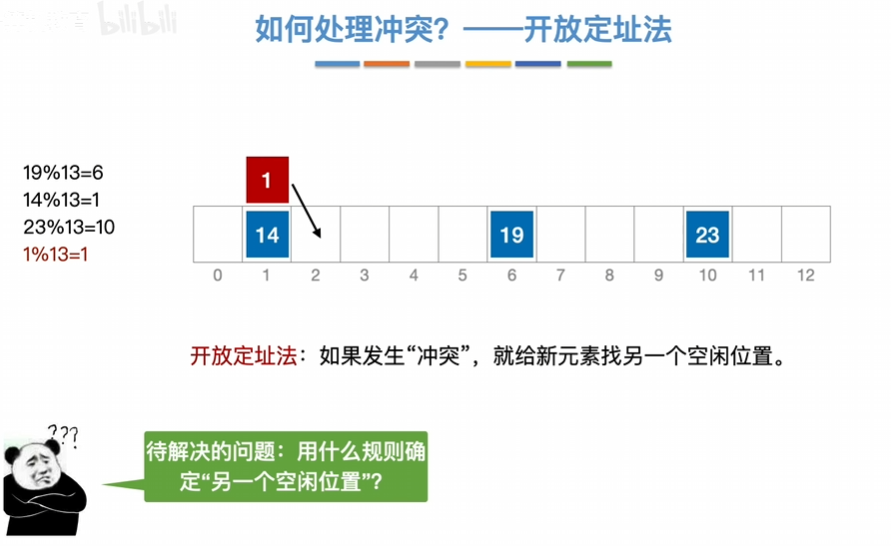 bilibili
如何处理冲突？——开放定址法
19%13=6
14%13=1
23%13=10
1%13=1
1
14 19 23
0 1 2 3 4 5 6 7 8 9 10 11 12
开放定址法：如果发生“冲突”，就给新元素找另一个空闲位置。
???
待解决的问题：用什么规则确
定“另一个空闲位置”？